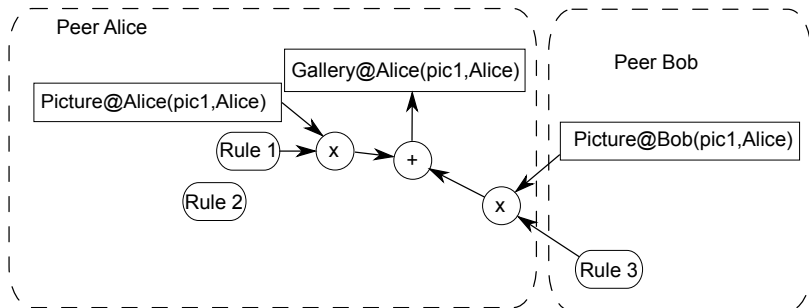 Peer Alice
Gallery@Alice(pic1,Alice)
Peer Bob
Picture@Alice(pic1,Alice)
Rule 1
x
+
Picture@Bob(pic1,Alice)
Rule 2
x
Rule 3